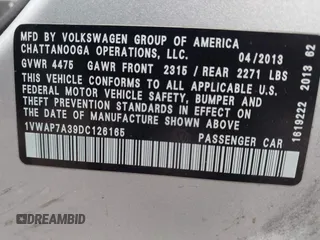 MFD BY VOLKSWAGEN GROUP OF AMERICA
CHATTANOOGA OPERATIONS, LLC. 04/2013
GVWR 4475 GAWR FRONT 2315 / REAR 2271 LBS
THIS VEHICLE CONFORMS TO ALL APPLICABLE U.S.
FEDERAL MOTOR VEHICLE SAFETY, BUMPER AND
THEFT PREVENTION STANDARDS IN EFFECT ON THE
DATE OF MANUFACTURE SHOWN ABOVE.
1VWAP7A39DC126165
PASSENGER CAR
1619222 2013 62
DREAMBID